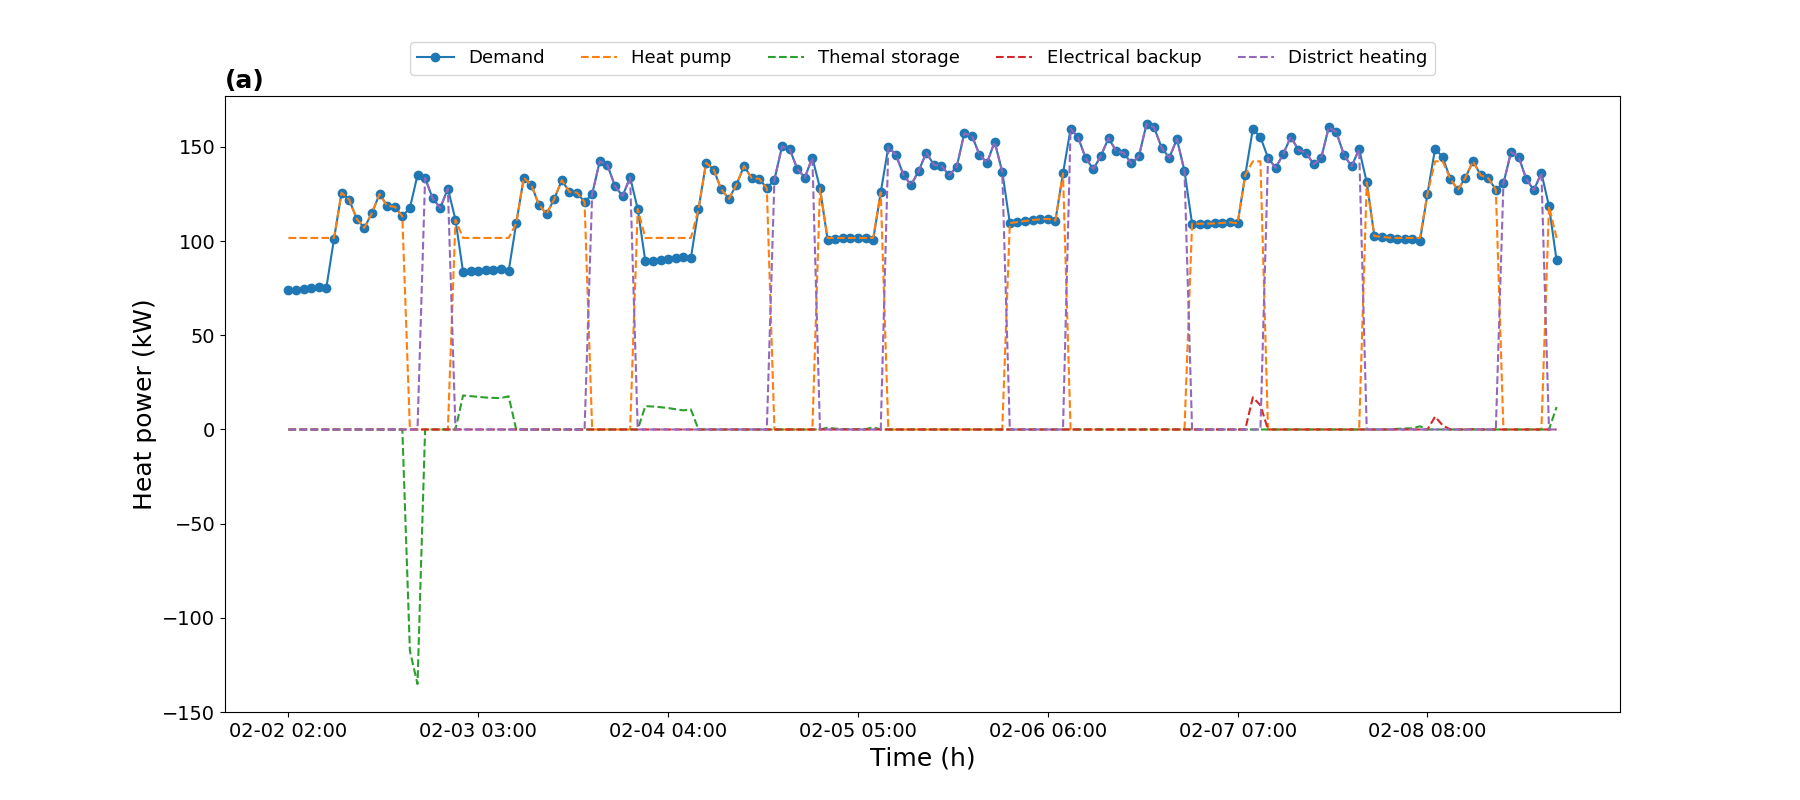 Demand Heat pump Themal storage Electrical backup District heating
(a)
150
100
50
0
−50
−100
−150
Heat power (kW)
02-02 02:00 02-03 03:00 02-04 04:00 02-05 05:00 02-06 06:00 02-07 07:00 02-08 08:00
Time (h)